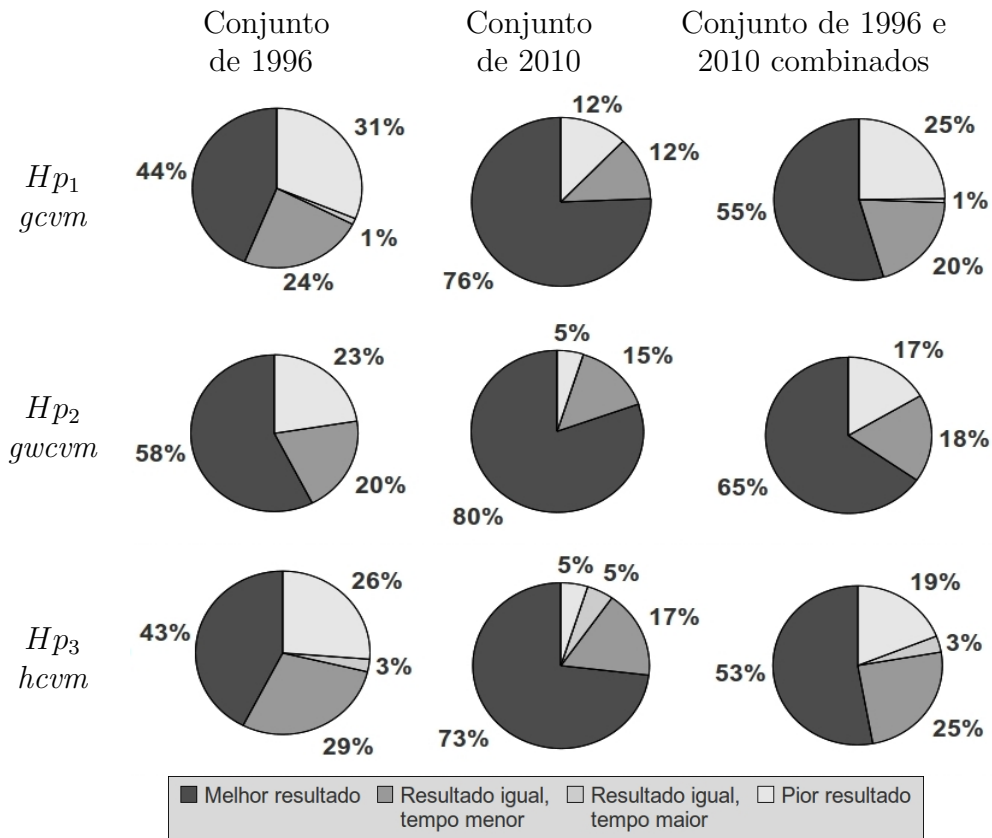 Conjunto
de 1996
Conjunto
de 2010
Conjunto de 1996 e
2010 combinados
Hp1
gcvm
44%
31%
1%
24%
12%
12%
76%
25%
1%
55%
20%
Hp2
gwcvm
23%
58%
20%
5%
15%
80%
17%
18%
65%
Hp3
hcvm
26%
43%
3%
29%
5%
5%
17%
73%
19%
3%
53%
25%
Melhor resultado
Resultado igual,
tempo menor
Resultado igual,
tempo maior
Pior resultado